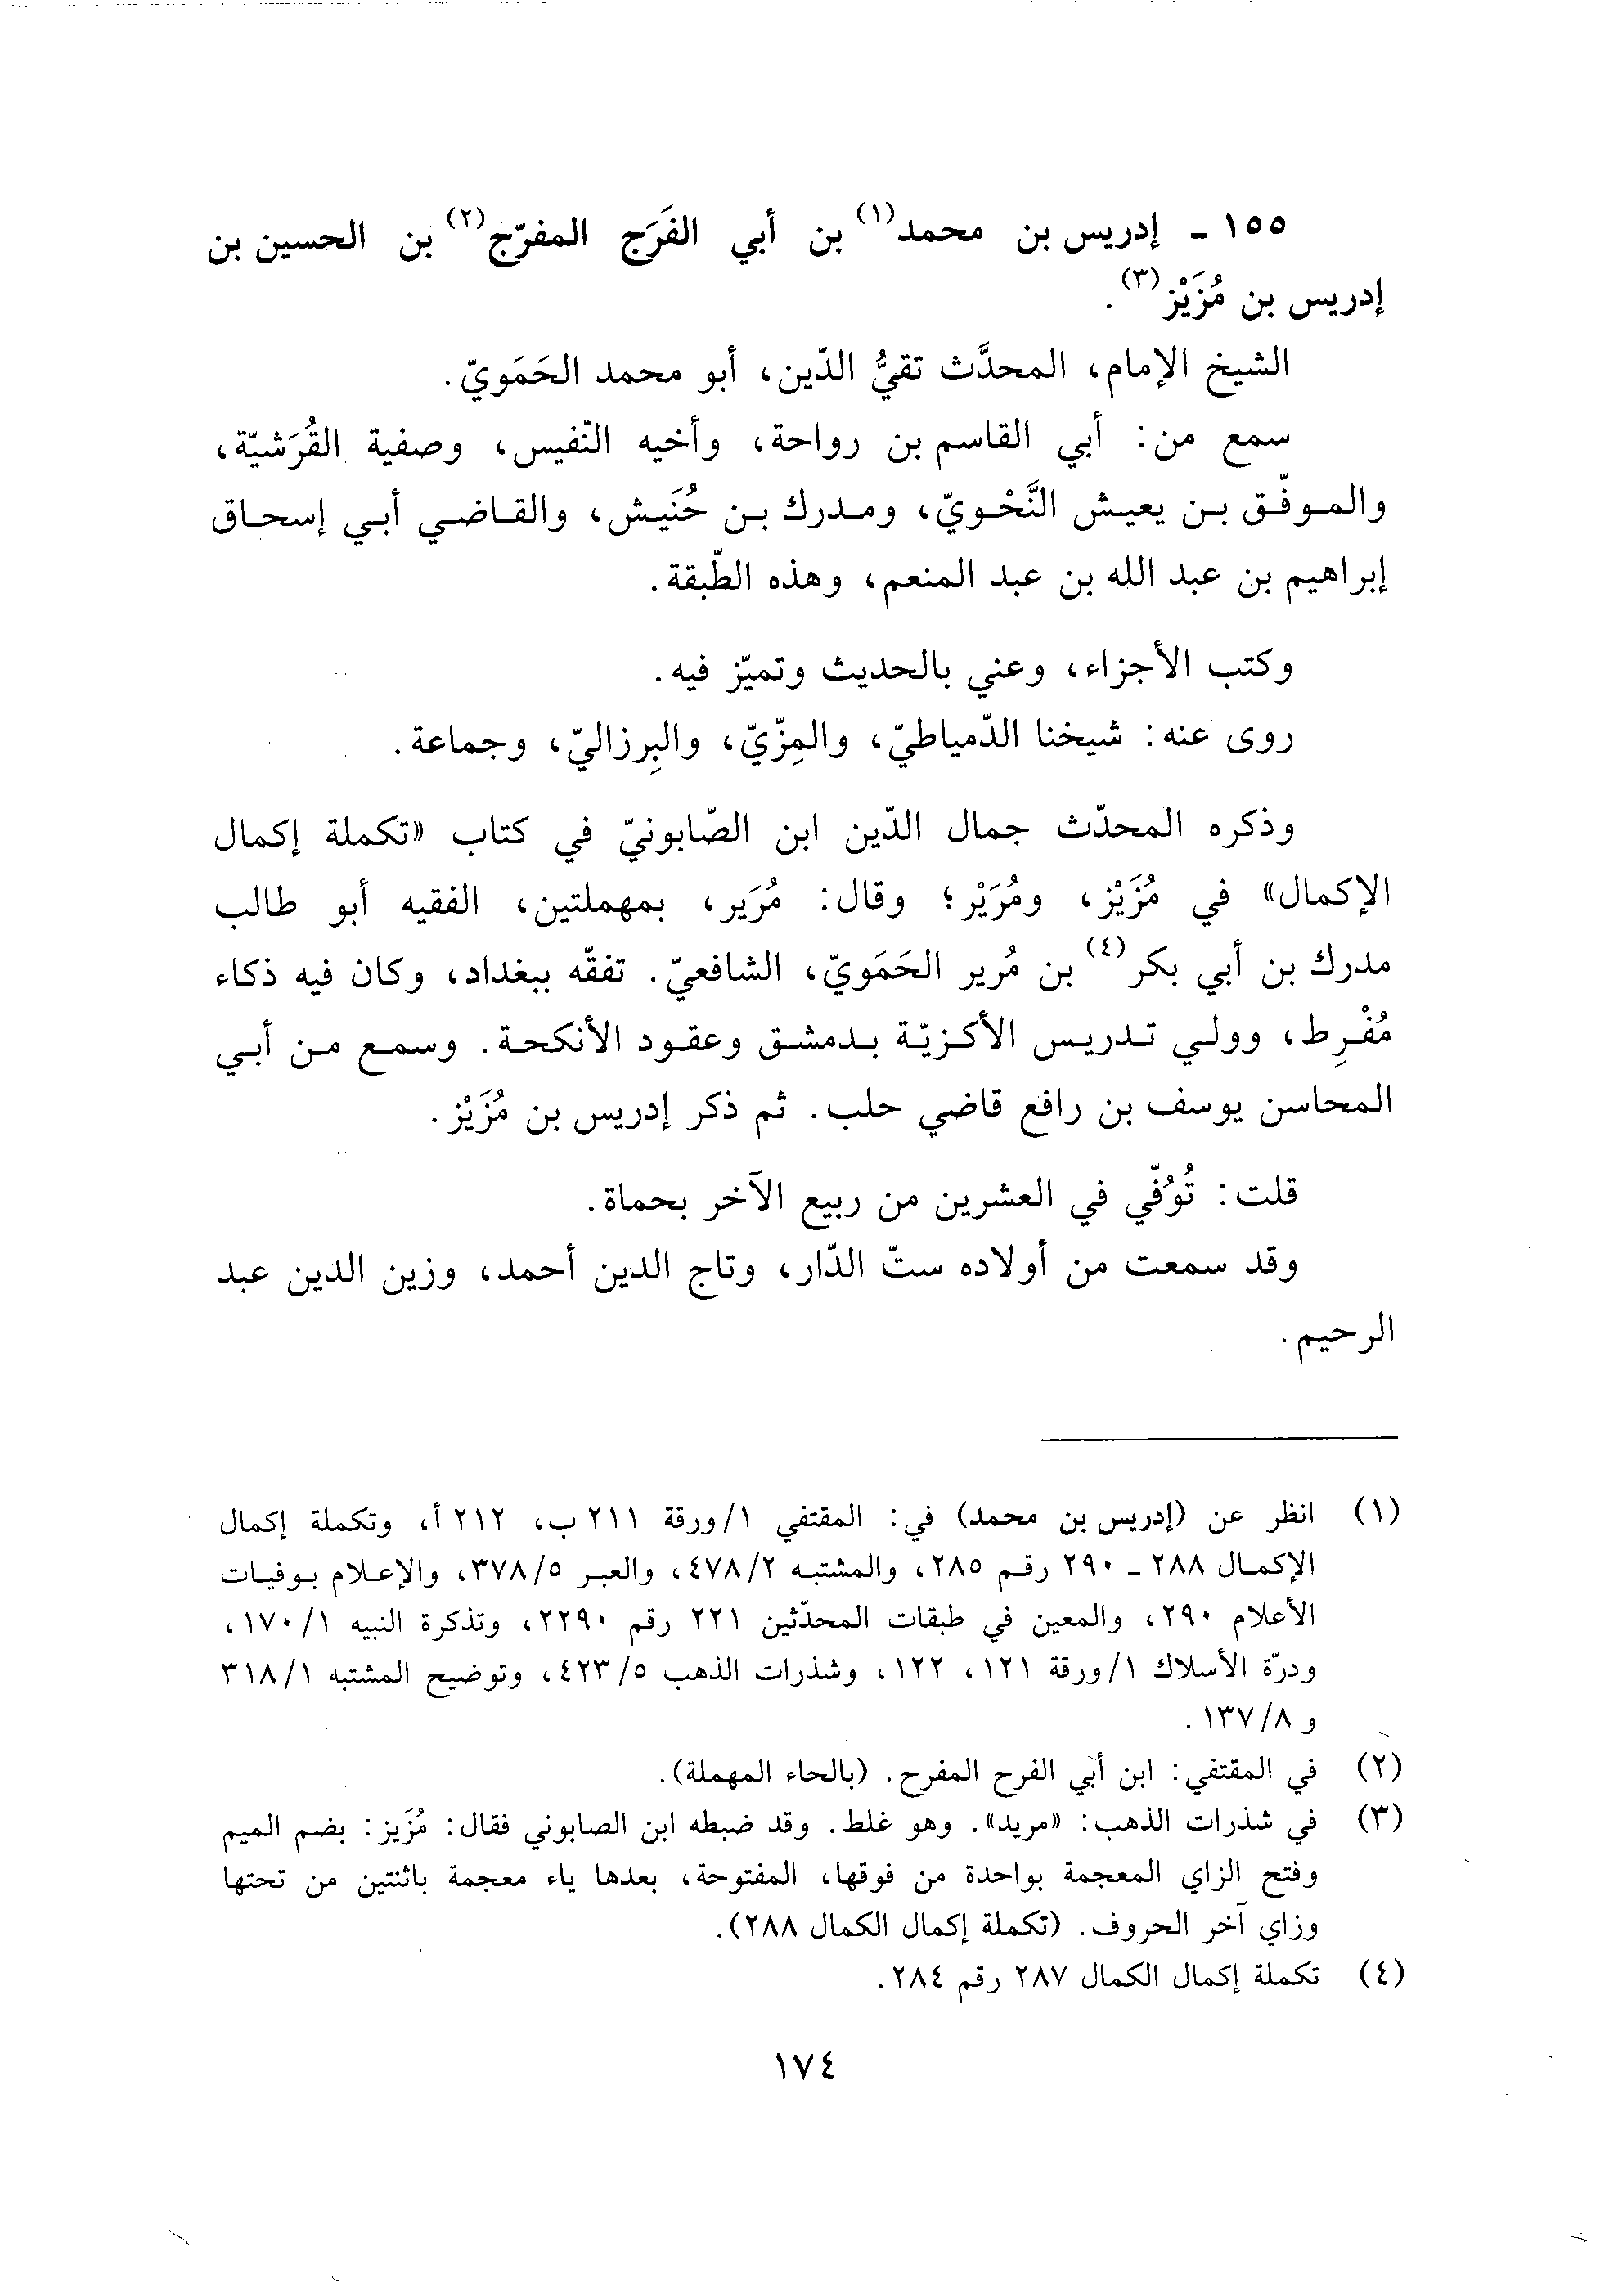 ١٥٥ ـ إدريس بن محمد(١) بن أبي الفَرَج المفرّج(٢) بن الحسين بن
إدريس بن مُزَيْز(٣).
الشيخ الإمام، المحدَّث تقيُّ الدّين، أبو محمد الحَمَويّ.
سمع من: أبي القاسم بن رواحة، وأخيه النّفيس، وصفية القُرَشيّة،
والموفّق بن يعيش النَّحْويّ، ومدرك بن حُنَيش، والقاضي أبي إسحاق
إبراهيم بن عبد الله بن عبد المنعم، وهذه الطّبقة.
وكتب الأجزاء، وعني بالحديث وتميّز فيه.
روى عنه: شيخنا الدّمياطيّ، والمِزّيّ، والبِرزاليّ، وجماعة.
وذكره المحدّث جمال الدّين ابن الصّابونيّ في كتاب «تكملة إكمال
الإكمال» في مُزَيْز، ومُرَيْر؛ وقال: مُرَير، بمهملتين، الفقيه أبو طالب
مدرك بن أبي بكر(٤) بن مُرير الحَمَويّ، الشافعيّ. تفقّه ببغداد، وكان فيه ذكاء
مُفْرِط، وولي تدريس الأكزيّة بدمشق وعقود الأنكحة. وسمع من أبي
المحاسن يوسف بن رافع قاضي حلب. ثم ذكر إدريس بن مُزَيْز.
قلت: تُوُفّي في العشرين من ربيع الآخر بحماة.
وقد سمعت من أولاده ستّ الدّار، وتاج الدين أحمد، وزين الدين عبد
الرحيم.
(١) انظر عن (إدريس بن محمد) في: المقتفي ١/ورقة ٢١١ ب، ٢١٢ أ، وتكملة إكمال
الإكمال ٢٨٨ ـ ٢٩٠ رقم ٢٨٥، والمشتبه ٤٧٨/٢، والعبر ٣٧٨/٥، والإعلام بوفيات
الأعلام ٢٩٠، والمعين في طبقات المحدّثين ٢٢١ رقم ٢٢٩٠، وتذكرة النبيه ١٧٠/١،
ودرّة الأسلاك ١/ورقة ١٢١، ١٢٢، وشذرات الذهب ٤٢٣/٥، وتوضيح المشتبه ٣١٨/١
و ١٣٧/٨.
(٢) في المقتفي: ابن أبي الفرح المفرح. (بالحاء المهملة).
(٣) في شذرات الذهب: «مريد». وهو غلط. وقد ضبطه ابن الصابوني فقال: مُزَيز: بضم الميم
وفتح الزاي المعجمة بواحدة من فوقها، المفتوحة، بعدها ياء معجمة باثنتين من تحتها
وزاي آخر الحروف. (تكملة إكمال الكمال ٢٨٨).
(٤) تكملة إكمال الكمال ٢٨٧ رقم ٢٨٤.
١٧٤